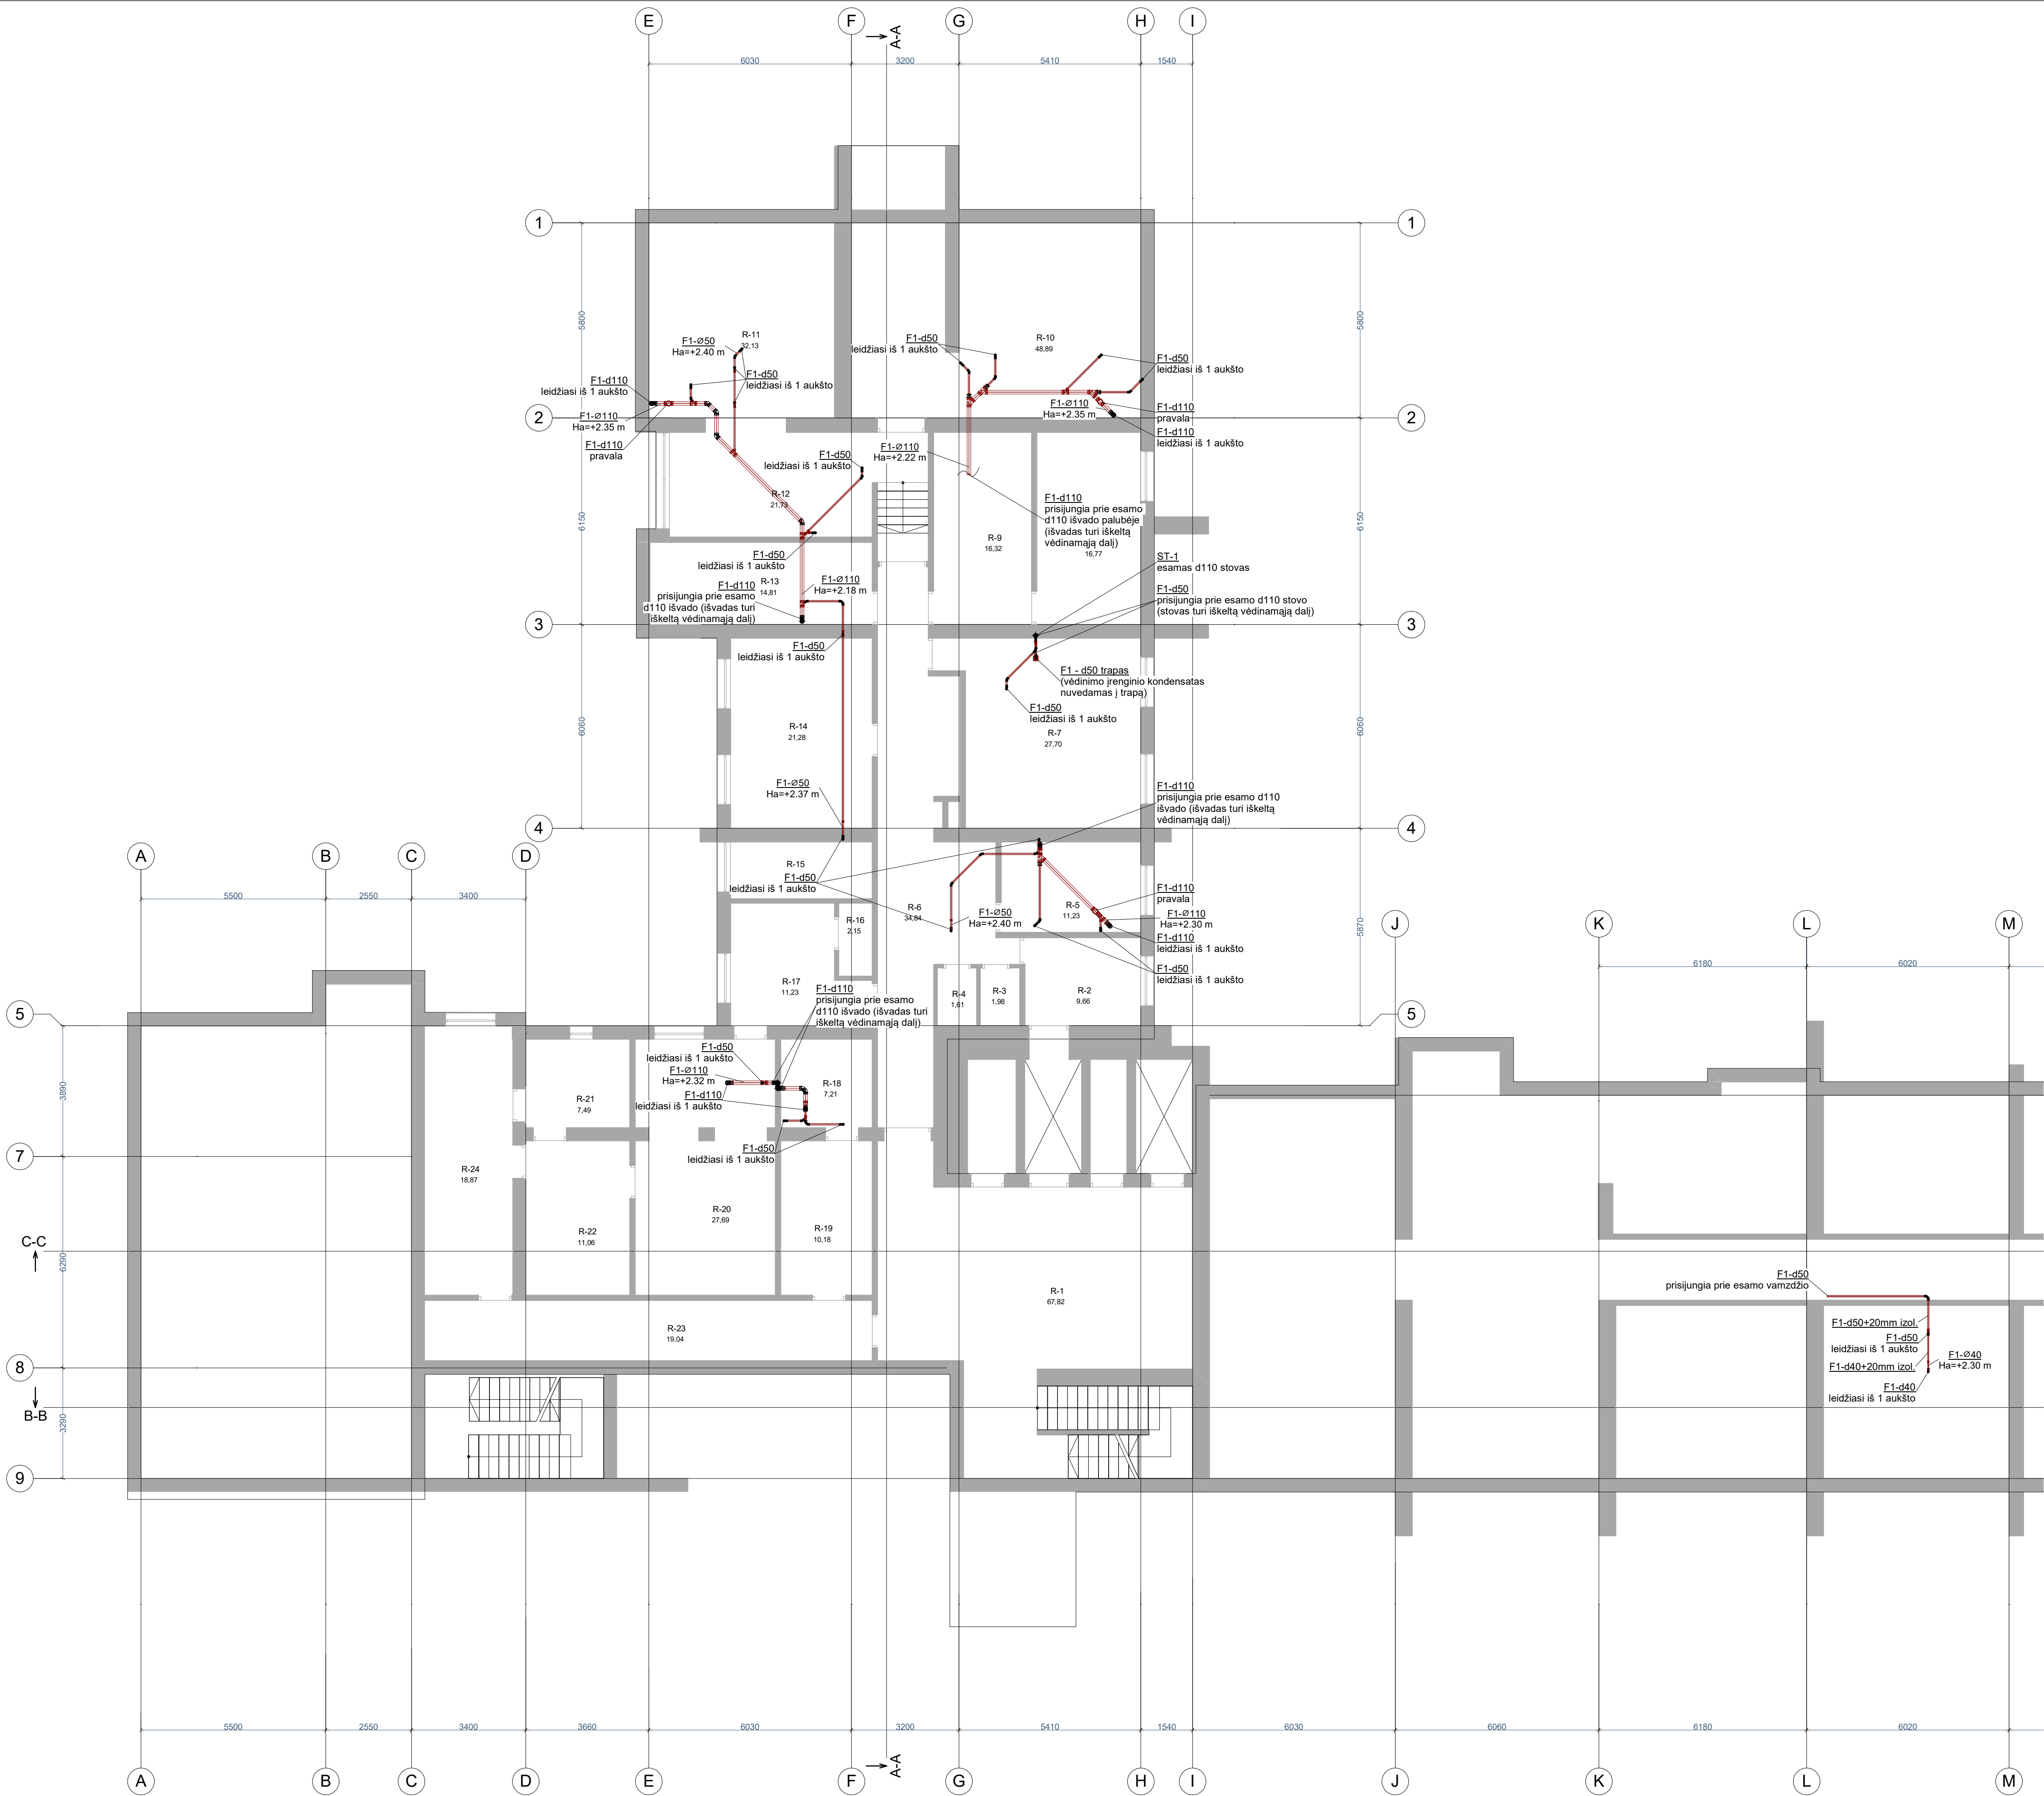 E
F
G
H
I
A-A
6030
3200
5410
1540
1
1
5800
5800
R-11
32,13
F1-Ø50
Ha=+2.40 m
F1-d50
leidžiasi iš 1 aukšto
F1-d110
leidžiasi iš 1 aukšto
F1-Ø110
Ha=+2.35 m
F1-d110
pravala
F1-d50
leidžiasi iš 1 aukšto
R-10
48,89
F1-d50
leidžiasi iš 1 aukšto
F1-Ø110
Ha=+2.35 m
F1-d110
pravala
F1-d110
leidžiasi iš 1 aukšto
2
2
F1-Ø110
Ha=+2.22 m
F1-d50
leidžiasi iš 1 aukšto
R-12
21,73
6150
6150
F1-d110
prisijungia prie esamo
d110 išvado palubėje
(išvadas turi iškeltą
vėdinamąją dalį)
16,77
R-9
16,32
F1-d50
leidžiasi iš 1 aukšto
ST-1
esamas d110 stovas
R-13
14,81
F1-Ø110
Ha=+2.18 m
F1-d110
prisijungia prie esamo
d110 išvado (išvadas turi
iškeltą vėdinamąją dalį)
F1-d50
prisijungia prie esamo d110 stovo
(stovas turi iškeltą vėdinamąją dalį)
3
3
F1-d50
leidžiasi iš 1 aukšto
F1 - d50 trapas
(vėdinimo įrenginio kondensatas
nuvedamas į trapą)
F1-d50
leidžiasi iš 1 aukšto
6060
6060
R-14
21,28
R-7
27,70
F1-Ø50
Ha=+2.37 m
F1-d110
prisijungia prie esamo d110
išvado (išvadas turi iškeltą
vėdinamąją dalį)
4
4
A
B
C
D
5500
2550
3400
R-15
F1-d50
leidžiasi iš 1 aukšto
R-16
2,15
R-6
34,84
F1-Ø50
Ha=+2.40 m
R-5
11,23
F1-d110
pravala
F1-Ø110
Ha=+2.30 m
F1-d110
leidžiasi iš 1 aukšto
F1-d50
leidžiasi iš 1 aukšto
5870
J
K
L
M
6180
6020
R-17
11,23
R-4
1,61
R-3
1,98
R-2
9,66
F1-d110
prisijungia prie esamo
d110 išvado (išvadas turi
iškeltą vėdinamąją dalį)
5
5
3890
F1-d50
leidžiasi iš 1 aukšto
F1-Ø110
Ha=+2.32 m
F1-d110
leidžiasi iš 1 aukšto
R-18
7,21
R-21
7,49
F1-d50
leidžiasi iš 1 aukšto
7
R-24
18,87
R-20
27,69
R-22
11,06
R-19
10,18
C-C
6290
R-1
67,82
F1-d50
prisijungia prie esamo vamzdžio
R-23
19,04
F1-d50+20mm izol.
F1-d50
leidžiasi iš 1 aukšto
F1-d40+20mm izol.
F1-Ø40
Ha=+2.30 m
F1-d40
leidžiasi iš 1 aukšto
8
B-B
3290
9
5500
2550
3400
3660
6030
3200
5410
1540
6030
6060
6180
6020
A-A
A
B
C
D
E
F
G
H
I
J
K
L
M